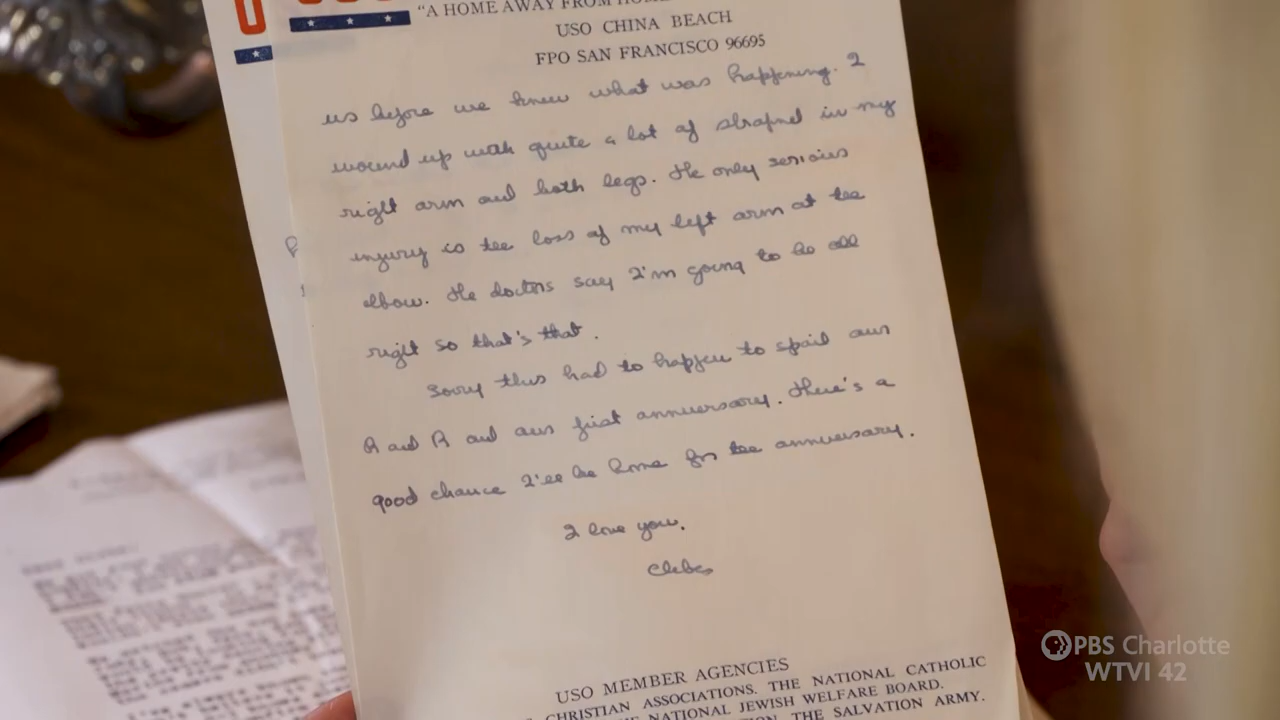 "A HOME AWAY FROM HOME
USO CHINA BEACH
FPO SAN FRANCISCO 96695
us before we knew what was happening. I
wound up with quite a lot of shrapnel in my
right arm and both legs. The only serious
injury is the loss of my left arm at the
elbow. The doctors say I'm going to be all
right so that's that.
Sorry this had to happen to spoil our
R and R and our first anniversary. There's a
good chance I'll be home for the anniversary.
I love you.
USO MEMBER AGENCIES
CHRISTIAN ASSOCIATIONS. THE NATIONAL CATHOLIC
NATIONAL JEWISH WELFARE BOARD.
THE SALVATION ARMY.
PBS Charlotte
WTVI 42